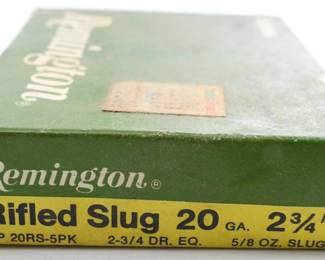 Remington®
Remington®
Rifled Slug 20 GA. 2¾
P 20RS-5PK 2-3/4 DR. EQ. 5/8 OZ. SLUG